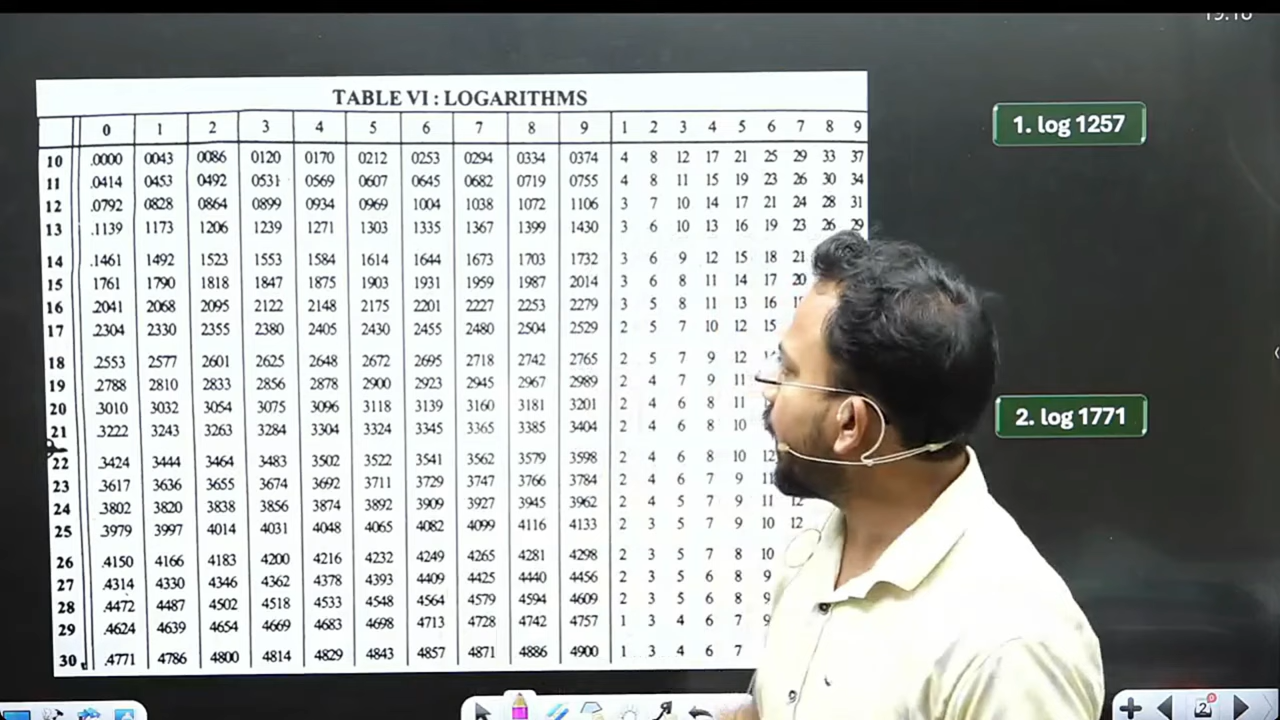 TABLE VI : LOGARITHMS
0 1 2 3 4 5 6 7 8 9 1 2 3 4 5 6 7 8 9
10 .0000 0043 0086 0120 0170 0212 0253 0294 0334 0374 4 8 12 17 21 25 29 33 37
11 .0414 0453 0492 0531 0569 0607 0645 0682 0719 0755 4 8 11 15 19 23 26 30 34
12 .0792 0828 0864 0899 0934 0969 1004 1038 1072 1106 3 7 10 14 17 21 24 28 31
13 .1139 1173 1206 1239 1271 1303 1335 1367 1399 1430 3 6 10 13 16 19 23 26 29
14 .1461 1492 1523 1553 1584 1614 1644 1673 1703 1732 3 6 9 12 15 18 21
15 1761 1790 1818 1847 1875 1903 1931 1959 1987 2014 3 6 8 11 14 17 20
16 .2041 2068 2095 2122 2148 2175 2201 2227 2253 2279 3 5 8 11 13 16
17 .2304 2330 2355 2380 2405 2430 2455 2480 2504 2529 2 5 7 10 12 15
18 .2553 2577 2601 2625 2648 2672 2695 2718 2742 2765 2 5 7 9 12
19 .2788 2810 2833 2856 2878 2900 2923 2945 2967 2989 2 4 7 9 11
20 .3010 3032 3054 3075 3096 3118 3139 3160 3181 3201 2 4 6 8 11
21 .3222 3243 3263 3284 3304 3324 3345 3365 3385 3404 2 4 6 8 10
22 .3424 3444 3464 3483 3502 3522 3541 3562 3579 3598 2 4 6 8 10 12
23 .3617 3636 3655 3674 3692 3711 3729 3747 3766 3784 2 4 6 7 9 11
24 .3802 3820 3838 3856 3874 3892 3909 3927 3945 3962 2 4 5 7 9 11 12
25 .3979 3997 4014 4031 4048 4065 4082 4099 4116 4133 2 3 5 7 9 10 12
26 .4150 4166 4183 4200 4216 4232 4249 4265 4281 4298 2 3 5 7 8 10
27 .4314 4330 4346 4362 4378 4393 4409 4425 4440 4456 2 3 5 6 8 9
28 .4472 4487 4502 4518 4533 4548 4564 4579 4594 4609 2 3 5 6 8 9
29 .4624 4639 4654 4669 4683 4698 4713 4728 4742 4757 1 3 4 6 7 9
30 .4771 4786 4800 4814 4829 4843 4857 4871 4886 4900 1 3 4 6 7
1. log 1257
2. log 1771
2